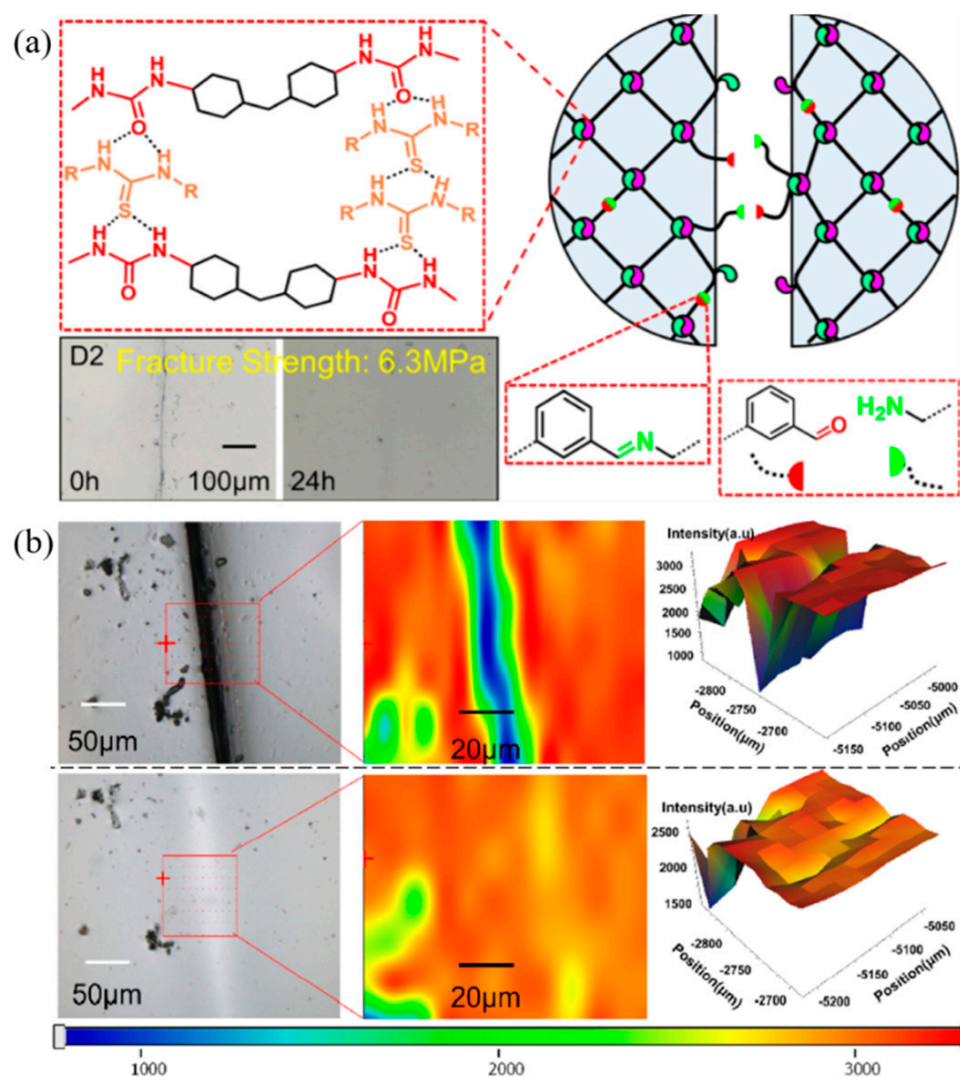 (a)
H
N
H
N
O
H
N
H
N
O
H
N
H
N
R
R
S
H
N
H
N
R
R
S
H
N
H
N
R
R
S
H
N
H
N
O
H
N
H
N
O
D2
Fracture Strength: 6.3MPa
0h
100μm
24h
N
O
H₂N
(b)
50μm
20μm
Intensity(a.u)
3000
2500
2000
1500
1000
-2800
-2750
-2700
Position(μm)
-5150
-5100
-5050
-5000
Position(μm)
50μm
20μm
Intensity(a.u)
2500
2000
1500
-2800
-2750
-2700
Position(μm)
-5200
-5150
-5100
-5050
Position(μm)
1000
2000
3000